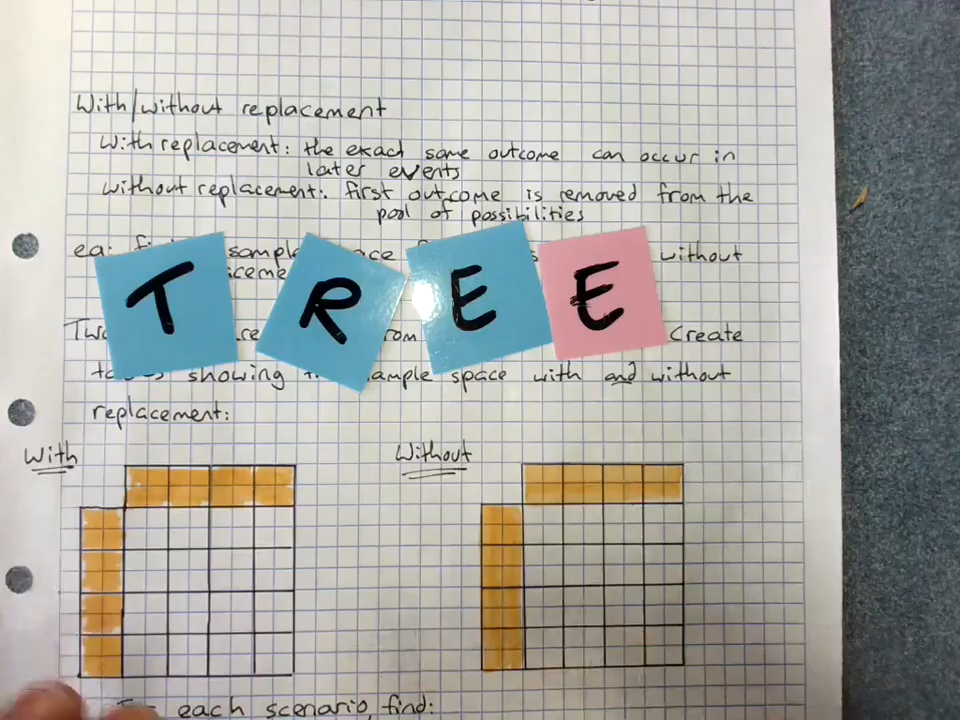 With/without replacement
With replacement: the exact same outcome can occur in
later events
Without replacement: first outcome is removed from the
pool of possibilities
sample without
T R E E
Create
showing sample space with and without
replacement:
With Without
each scenario, find: